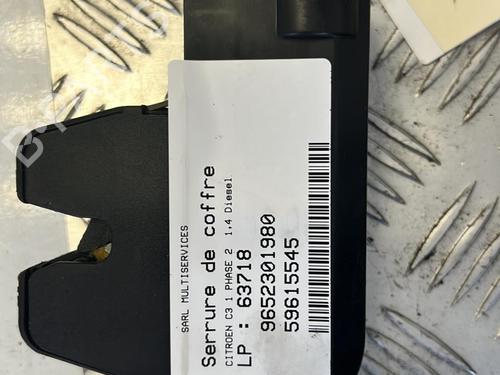 SARL MULTISERVICES
Serrure de coffre
CITROEN C3 1 PHASE 2 1.4 Diesel
LP : 63718
9652301980
59615545